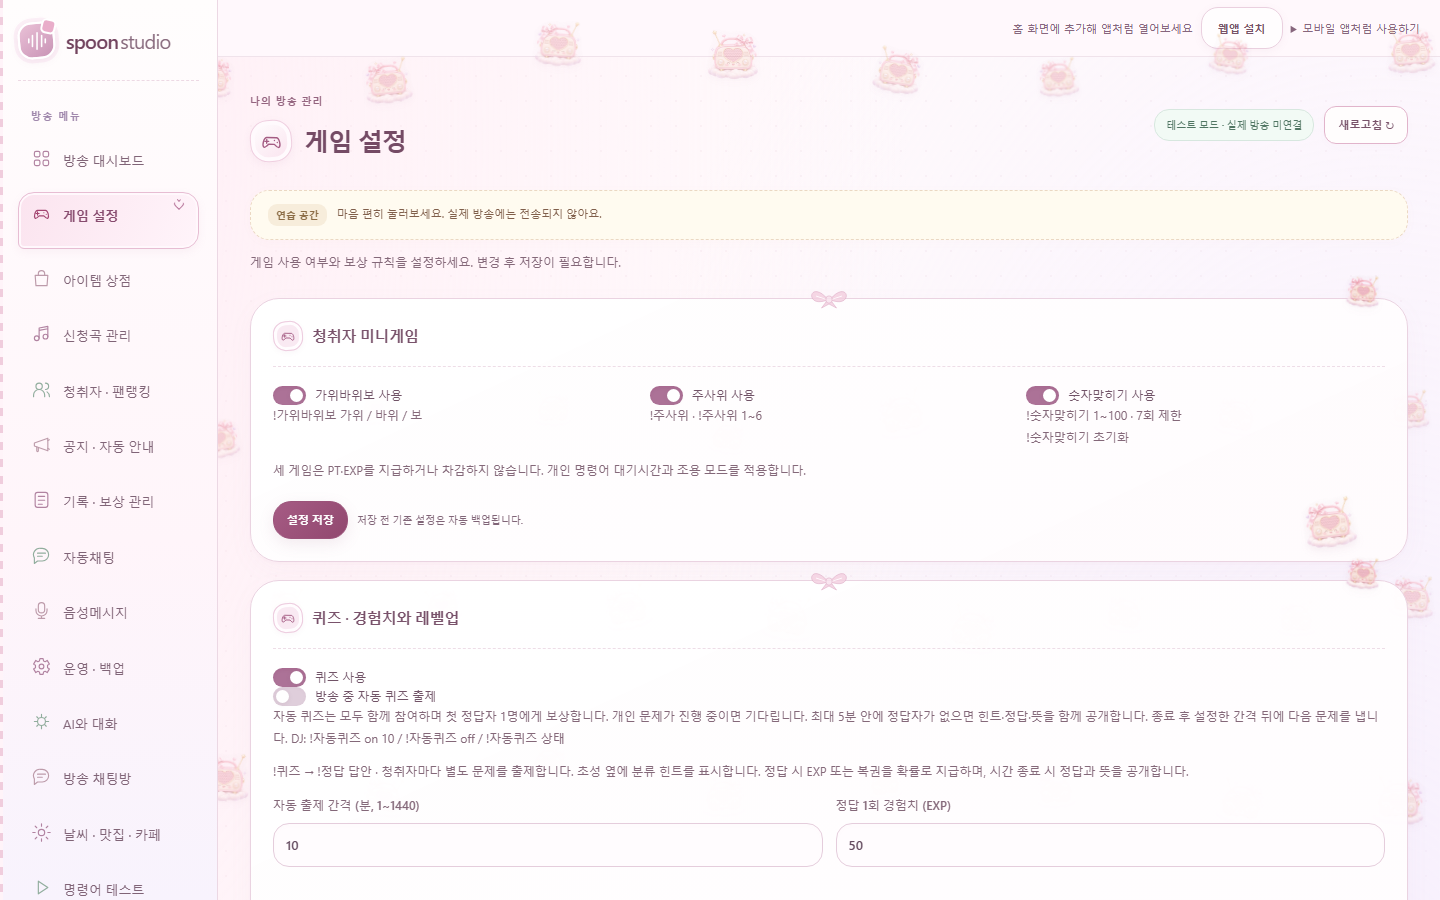 spoonstudio
방송 메뉴
방송 대시보드
게임 설정
아이템 상점
신청곡 관리
청취자 · 팬랭킹
공지 · 자동 안내
기록 · 보상 관리
자동채팅
음성메시지
운영 · 백업
AI와 대화
방송 채팅방
날씨 · 맛집 · 카페
명령어 테스트
홈 화면에 추가해 앱처럼 열어보세요
웹앱 설치
▶ 모바일 앱처럼 사용하기
나의 방송 관리
게임 설정
테스트 모드 · 실제 방송 미연결
새로고침 ↻
연습 공간
마음 편히 눌러보세요. 실제 방송에는 전송되지 않아요.
게임 사용 여부와 보상 규칙을 설정하세요. 변경 후 저장이 필요합니다.
청취자 미니게임
가위바위보 사용
!가위바위보 가위 / 바위 / 보
주사위 사용
!주사위 · !주사위 1~6
숫자맞히기 사용
!숫자맞히기 1~100 · 7회 제한
!숫자맞히기 초기화
세 게임은 PT·EXP를 지급하거나 차감하지 않습니다. 개인 명령어 대기시간과 조용 모드를 적용합니다.
설정 저장
저장 전 기존 설정은 자동 백업됩니다.
퀴즈 · 경험치와 레벨업
퀴즈 사용
방송 중 자동 퀴즈 출제
자동 퀴즈는 모두 함께 참여하며 첫 정답자 1명에게 보상합니다. 개인 문제가 진행 중이면 기다립니다. 최대 5분 안에 정답자가 없으면 힌트·정답·뜻을 함께 공개합니다. 종료 후 설정한 간격 뒤에 다음 문제를 냅니
다. DJ: !자동퀴즈 on 10 / !자동퀴즈 off / !자동퀴즈 상태
!퀴즈 → !정답 답안 · 청취자마다 별도 문제를 출제합니다. 초성 옆에 분류 힌트를 표시합니다. 정답 시 EXP 또는 복권을 확률로 지급하며, 시간 종료 시 정답과 뜻을 공개합니다.
자동 출제 간격 (분, 1~1440)
10
정답 1회 경험치 (EXP)
50